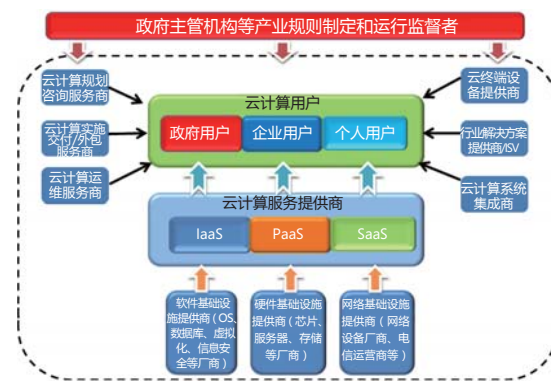 政府主管机构等产业规则制定和运行监督者
云计算规划
咨询服务商
云计算实施
交付/外包
服务商
云计算运
维服务商
云计算用户
政府用户
企业用户
个人用户
云终端设
备提供商
行业解决方案
提供商/ISV
云计算系统
集成商
云计算服务提供商
IaaS
PaaS
SaaS
软件基础设
施提供商（OS、
数据库、虚拟
化、信息安
全等厂商）
硬件基础设施
提供商（芯片、
服务器、存储
等厂商）
网络基础设施
提供商（网络
设备厂商、电
信运营商等）